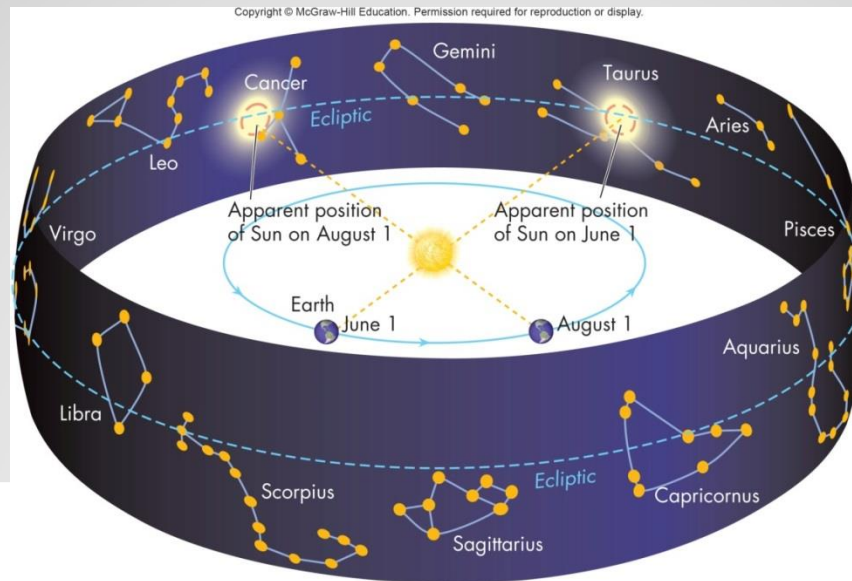 Copyright © McGraw-Hill Education. Permission required for reproduction or display.
Gemini
Cancer
Taurus
Ecliptic
Aries
Leo
Apparent position
of Sun on August 1
Apparent position
of Sun on June 1
Virgo
Pisces
Earth
June 1
August 1
Aquarius
Libra
Ecliptic
Scorpius
Capricornus
Sagittarius